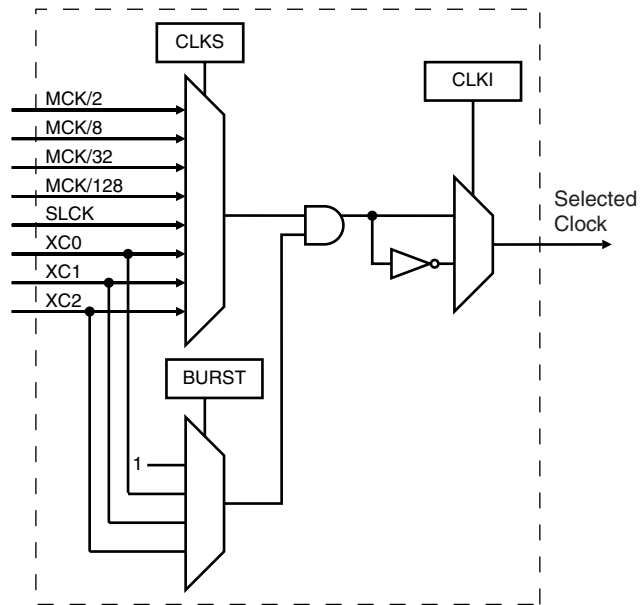 CLKS
CLKI
MCK/2
MCK/8
MCK/32
MCK/128
SLCK
XC0
XC1
XC2
Selected
Clock
BURST
1